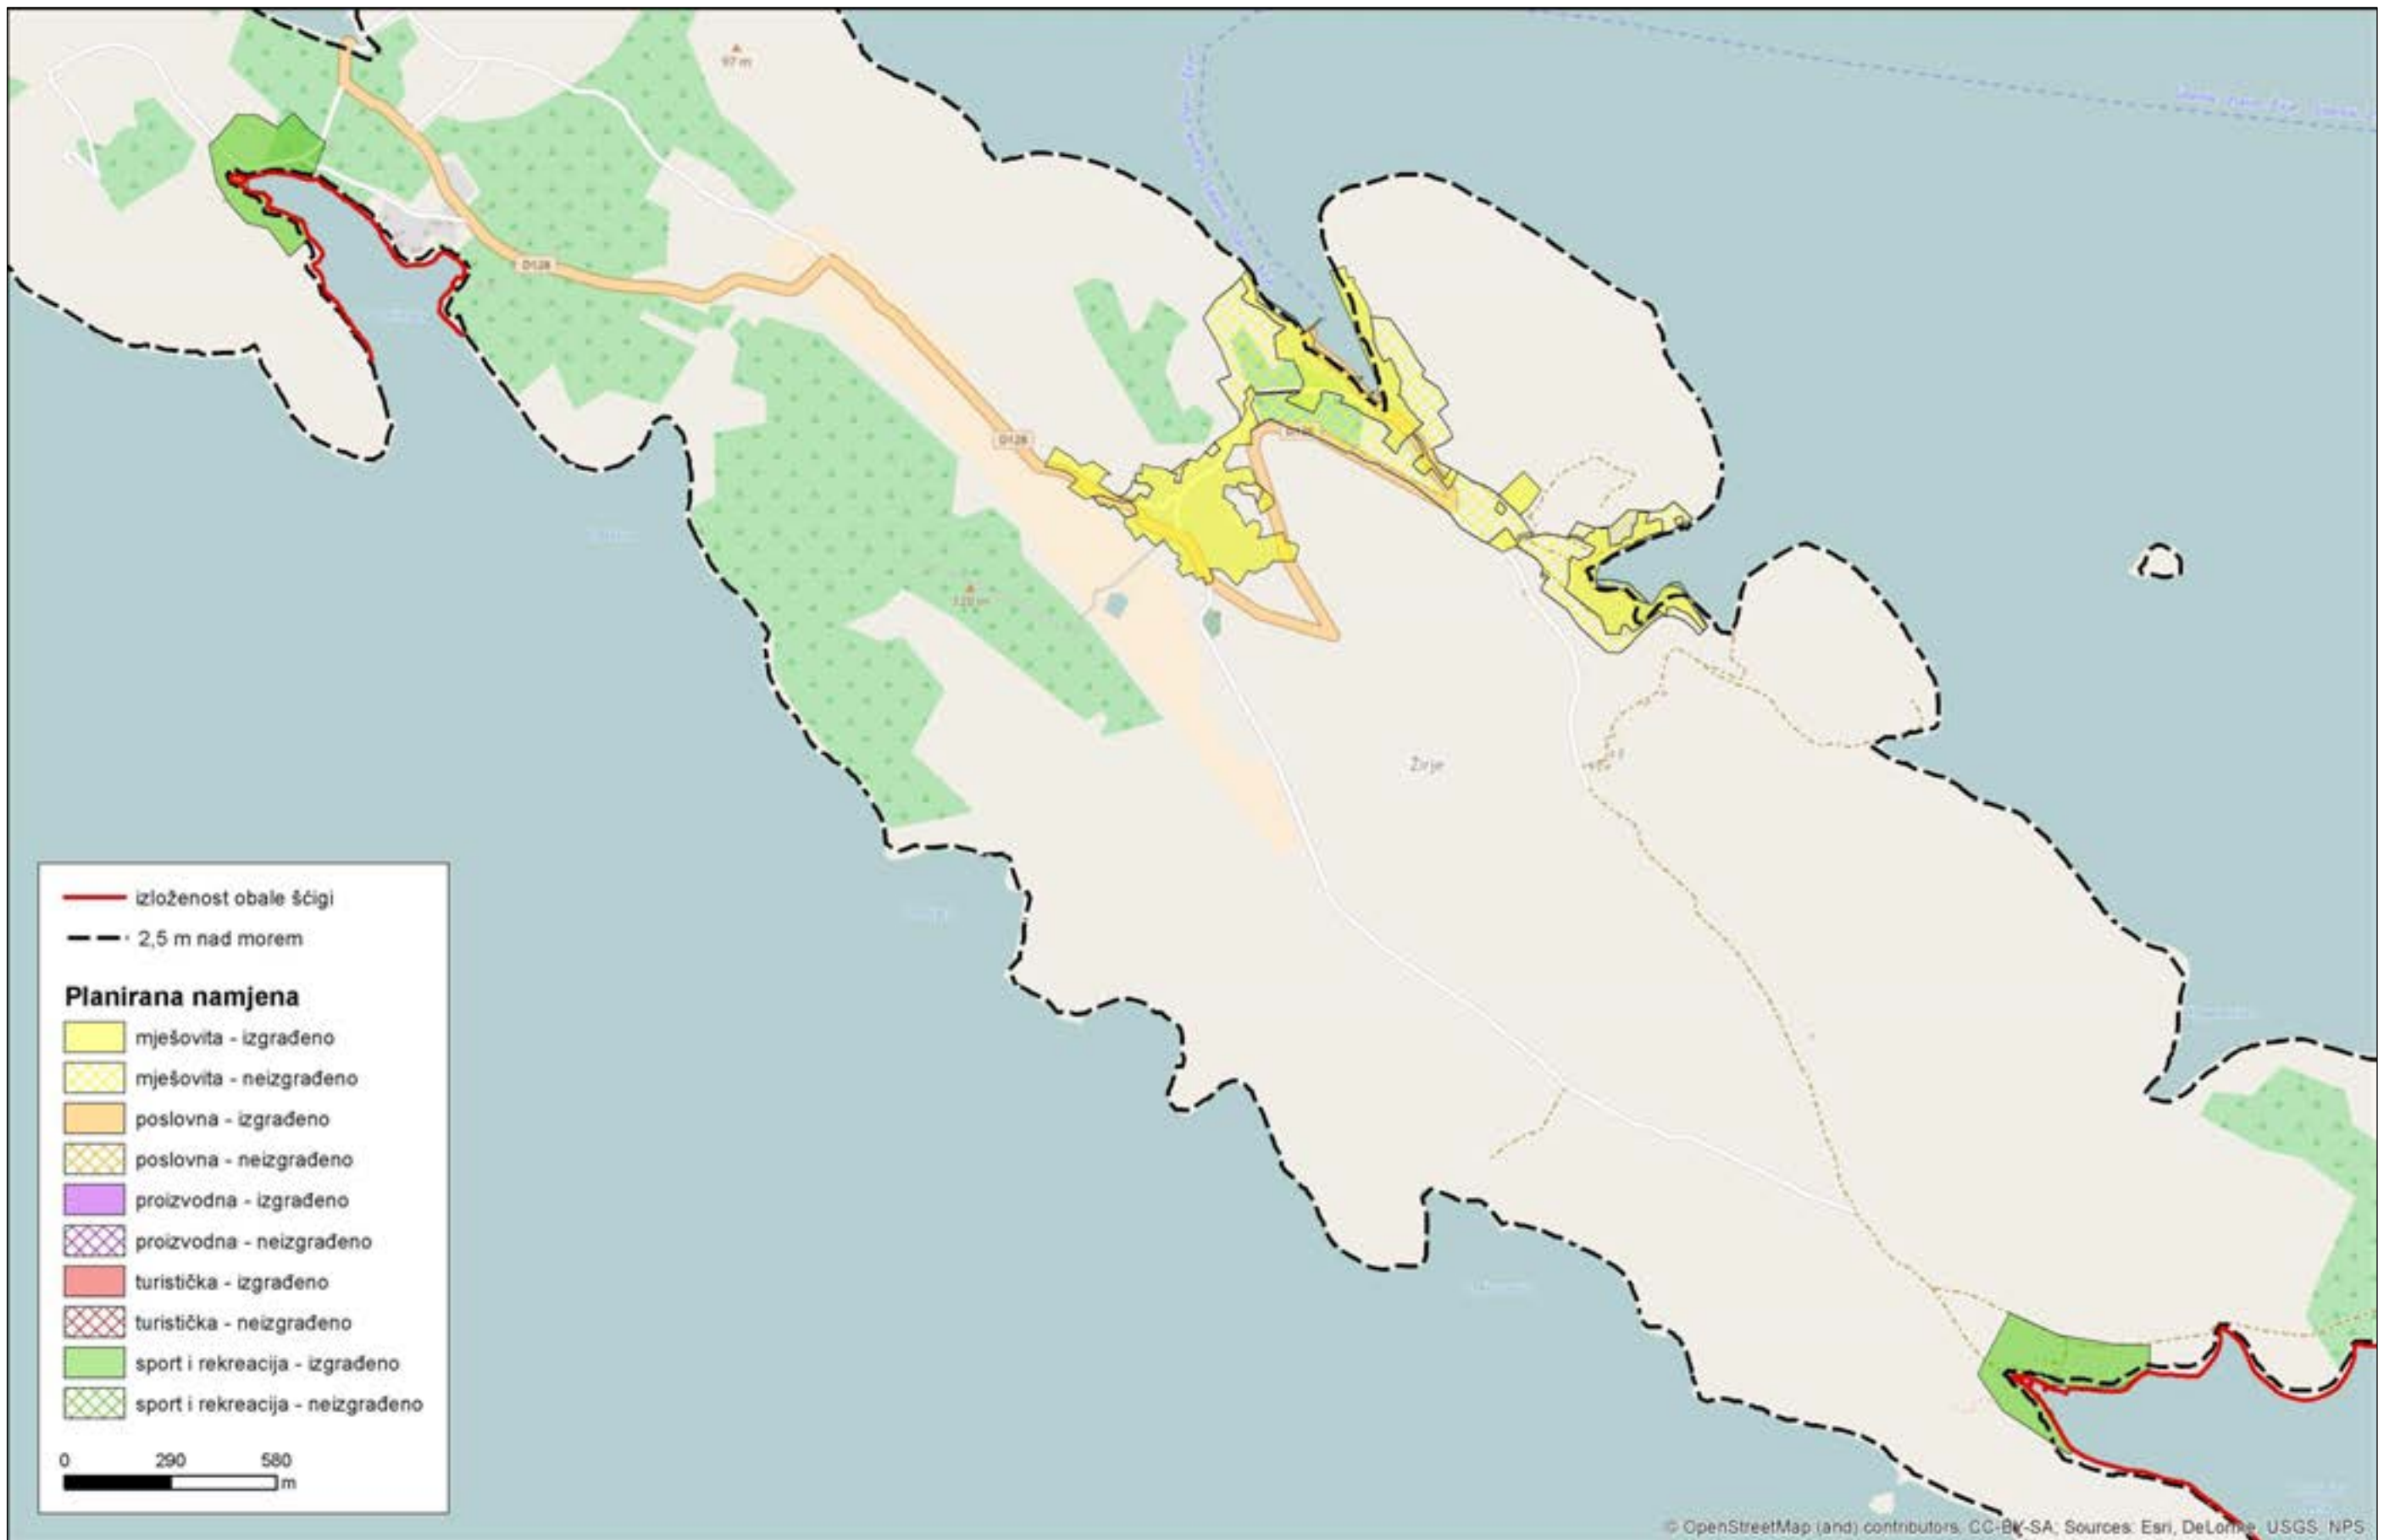 97 m
D128
D128
D128
120 m
Žirje
izloženost obale šćigi
2,5 m nad morem
Planirana namjena
mješovita - izgrađeno
mješovita - neizgrađeno
poslovna - izgrađeno
poslovna - neizgrađeno
proizvodna - izgrađeno
proizvodna - neizgrađeno
turistička - izgrađeno
turistička - neizgrađeno
sport i rekreacija - izgrađeno
sport i rekreacija - neizgrađeno
0 290 580
m
© OpenStreetMap (and) contributors, CC-BY-SA; Sources: Esri, DeLorme, USGS, NPS